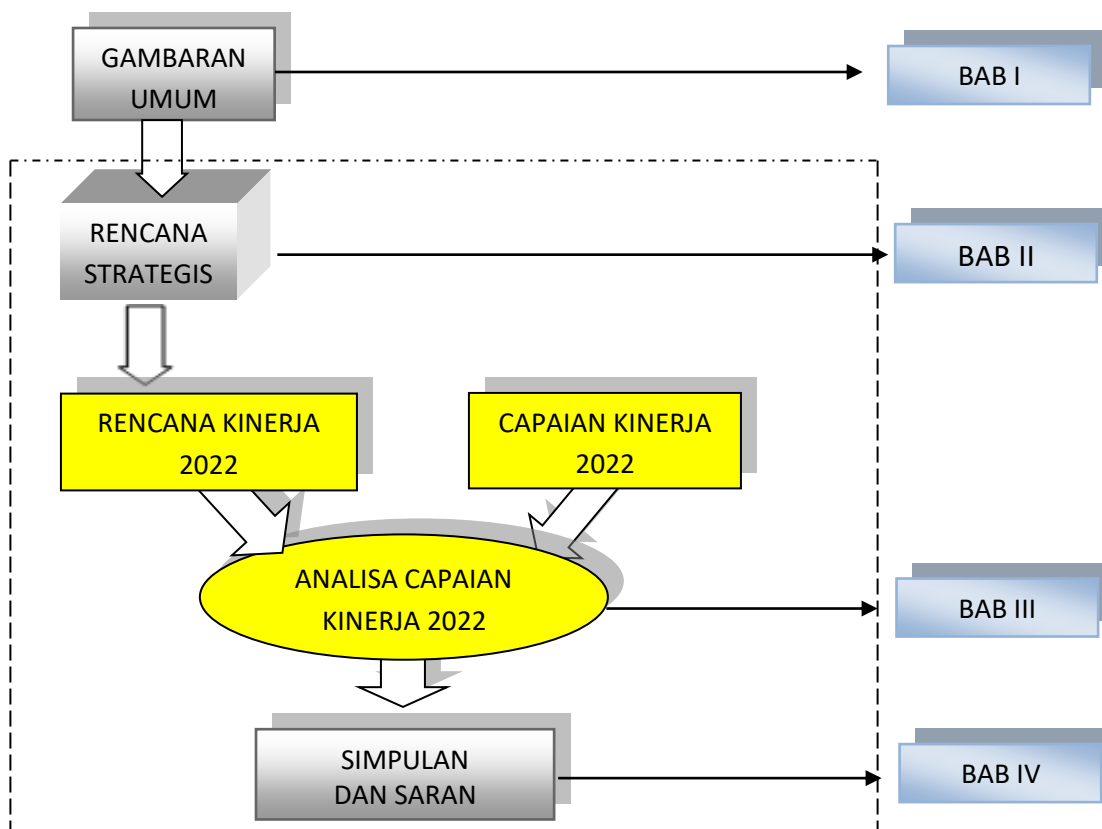 GAMBARAN
UMUM
BAB I
RENCANA
STRATEGIS
BAB II
RENCANA KINERJA
2022
CAPAIAN KINERJA
2022
ANALISA CAPAIAN
KINERJA 2022
BAB III
SIMPULAN
DAN SARAN
BAB IV